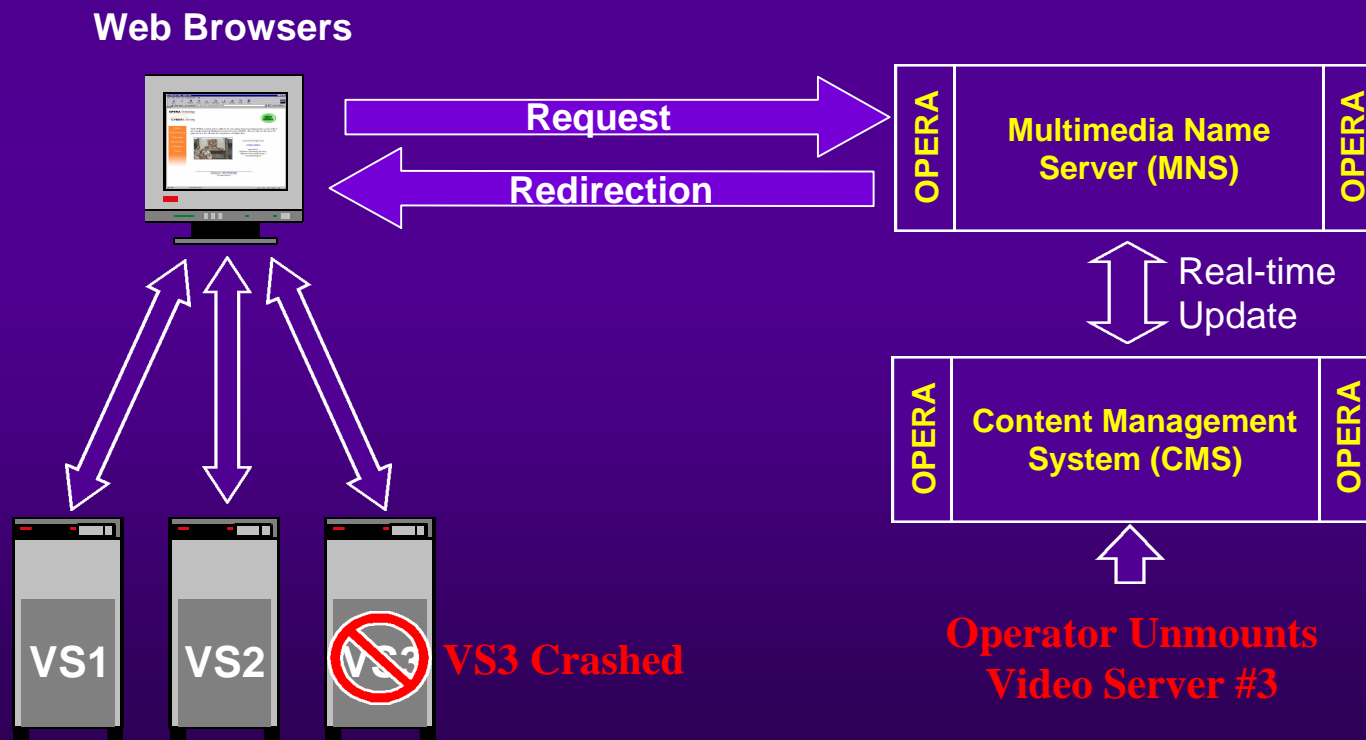 Web Browsers
Request
Redirection
OPERA
Multimedia Name
Server (MNS)
OPERA
Real-time
Update
OPERA
Content Management
System (CMS)
OPERA
VS1
VS2
VS3
VS3 Crashed
Operator Unmounts
Video Server #3